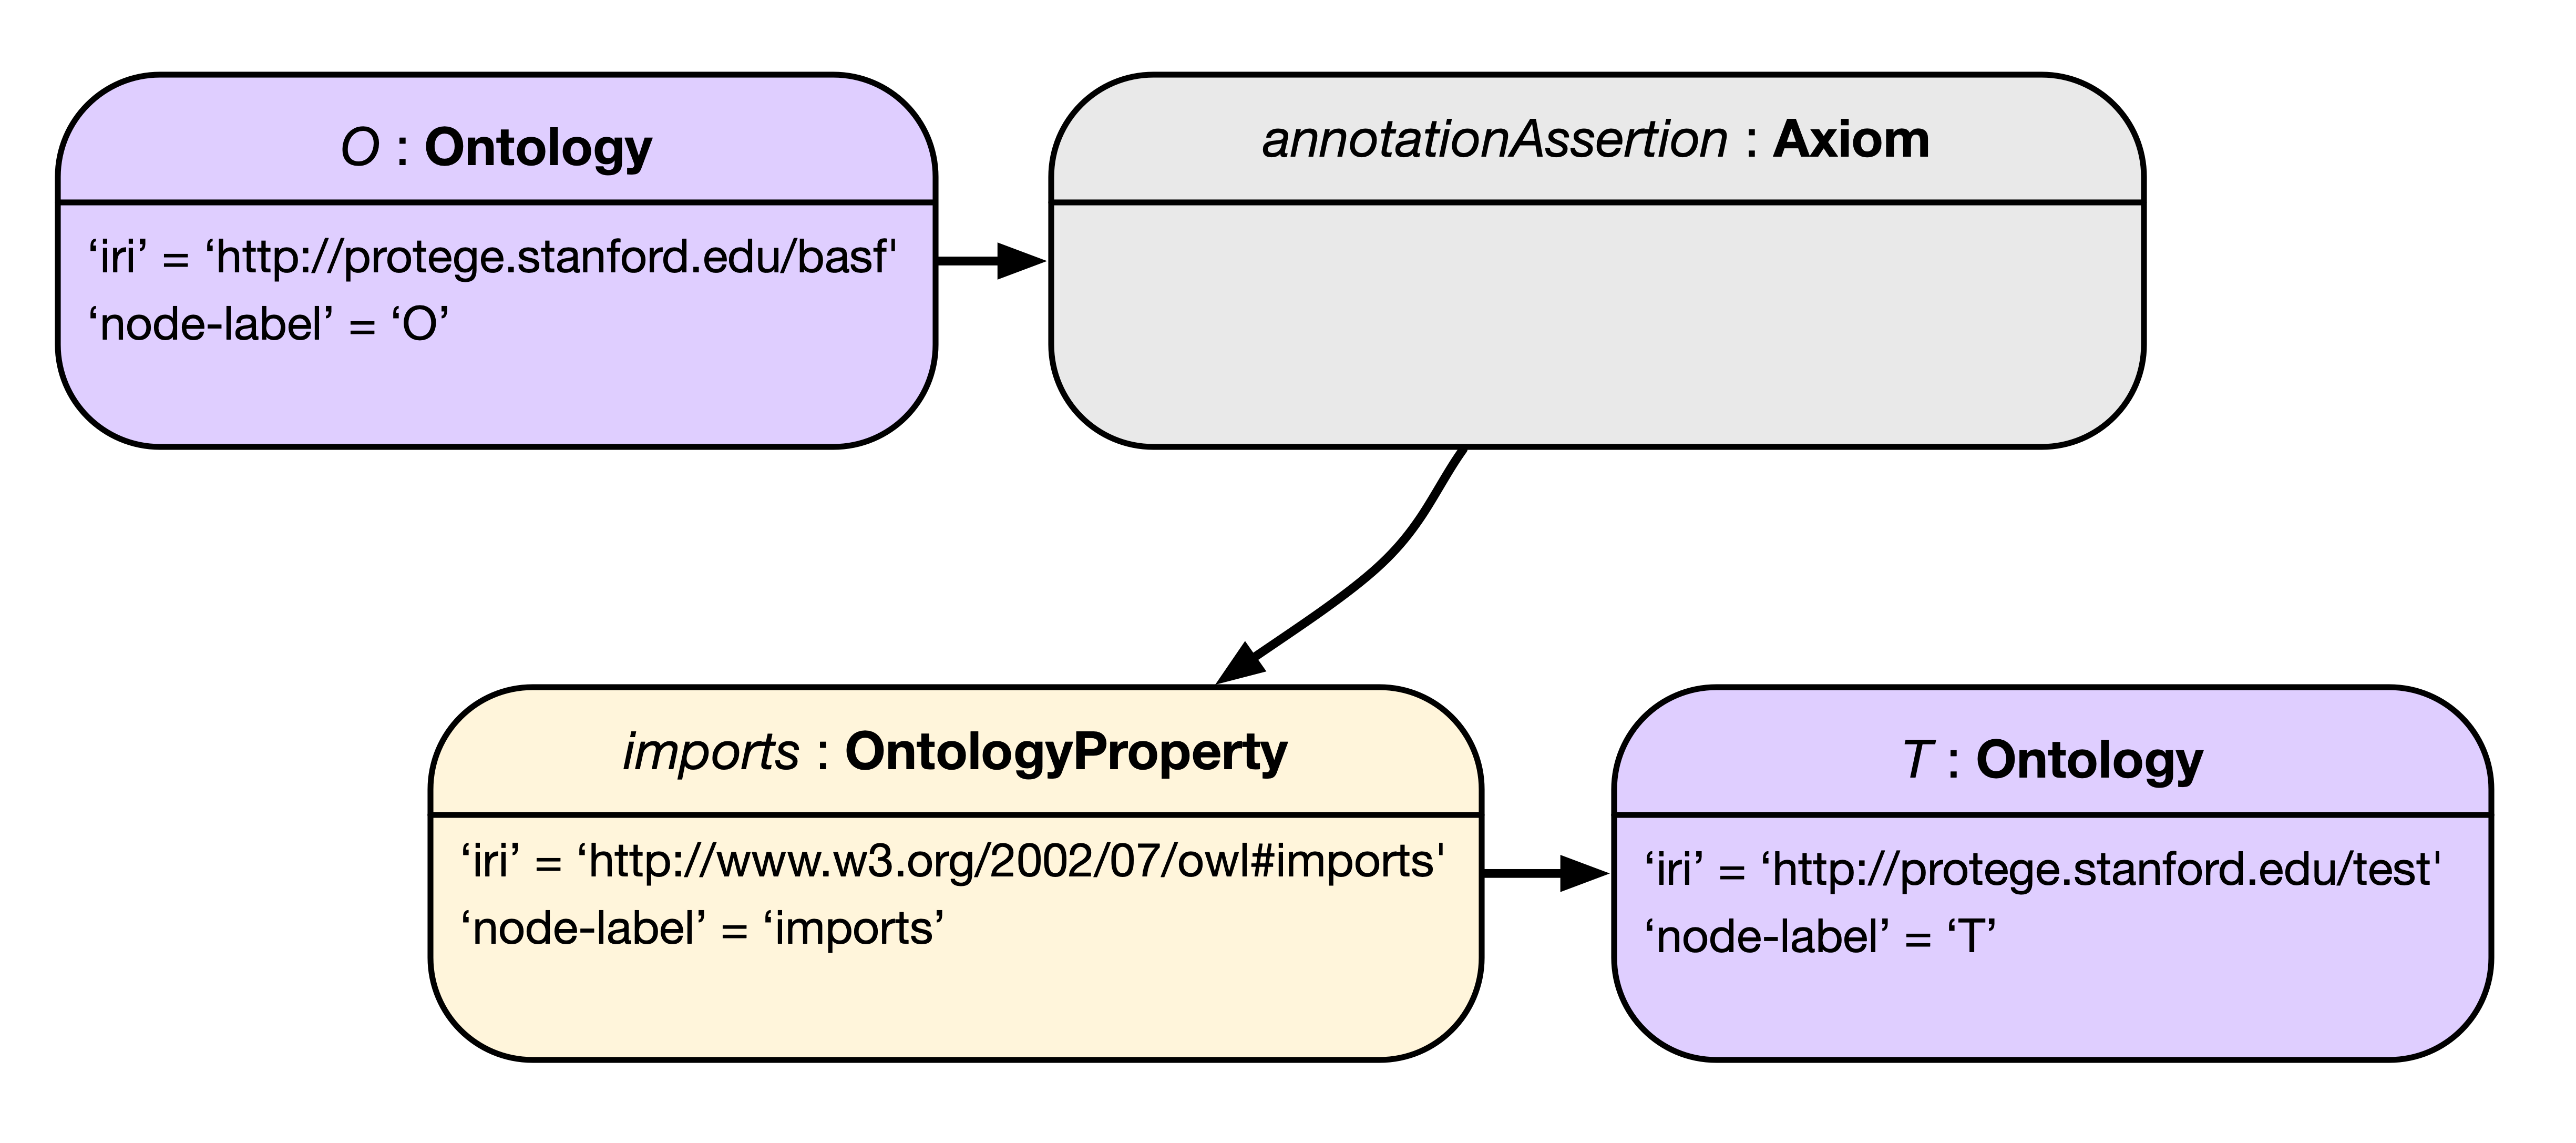 O : Ontology
‘iri’ = ‘http://protege.stanford.edu/basf'
‘node-label’ = ‘O’
annotationAssertion : Axiom
imports : OntologyProperty
‘iri’ = ‘http://www.w3.org/2002/07/owl#imports'
‘node-label’ = ‘imports’
T : Ontology
‘iri’ = ‘http://protege.stanford.edu/test'
‘node-label’ = ‘T’